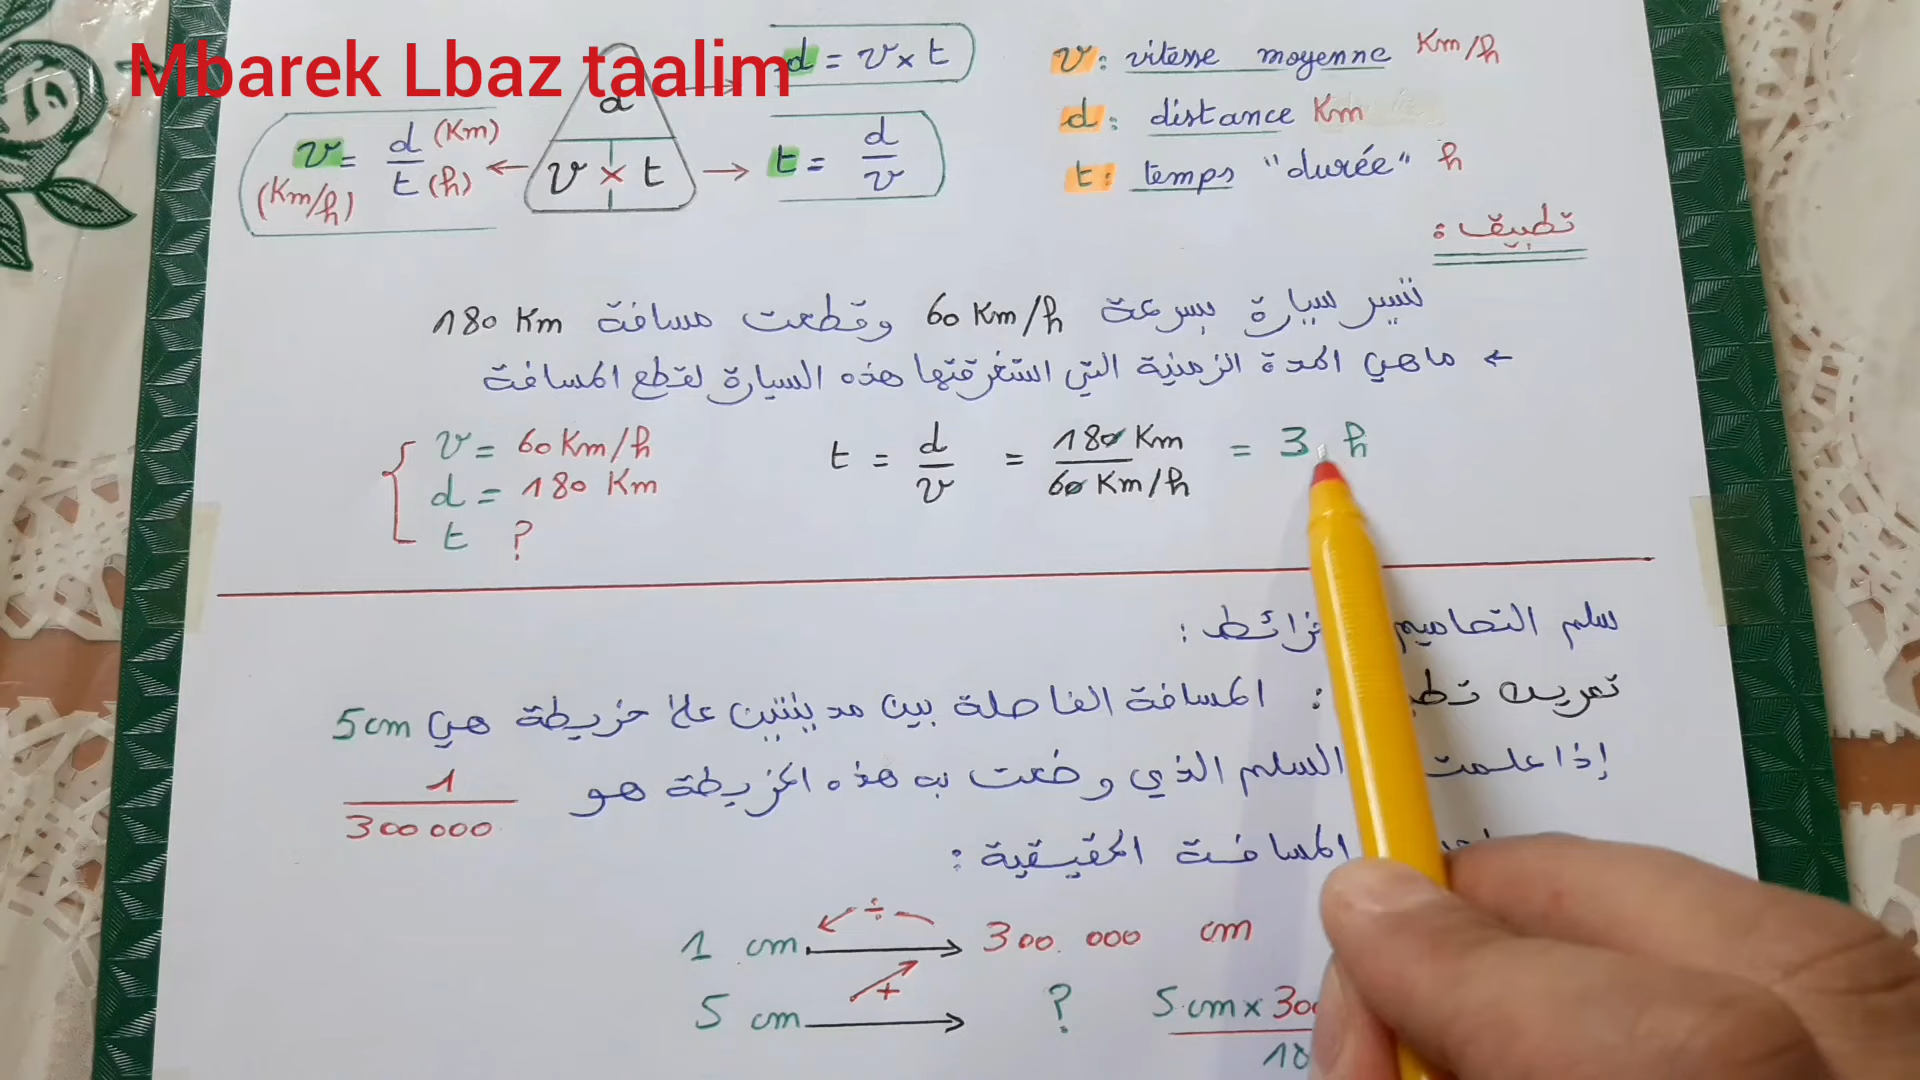 Mbarek Lbaz taalim
d = v × t
v : vitesse moyenne Km/h
d : distance Km
t : temps "durée" h
v = d/t (Km) (h) (Km/h)
d
v × t
t = d/v
تطبيق :
تسير سيارة بسرعة 60 Km/h وقطعت مسافة 180 Km
← ماهي المدة الزمنية التي استغرقتها هذه السيارة لقطع المسافة
v = 60 Km/h
d = 180 Km
t ?
t = d/v = 180 Km / 60 Km/h = 3 h
سلم التصاميم
: المسافة الفاصلة بين مدينتين على خريطة هي 5cm
إذا علمت السلم الذي وضعت به هذه الخريطة هو 1/300 000
المسافة الحقيقية :
1 cm → 300.000 cm
÷
×
5 cm → ? 5 cm × 300